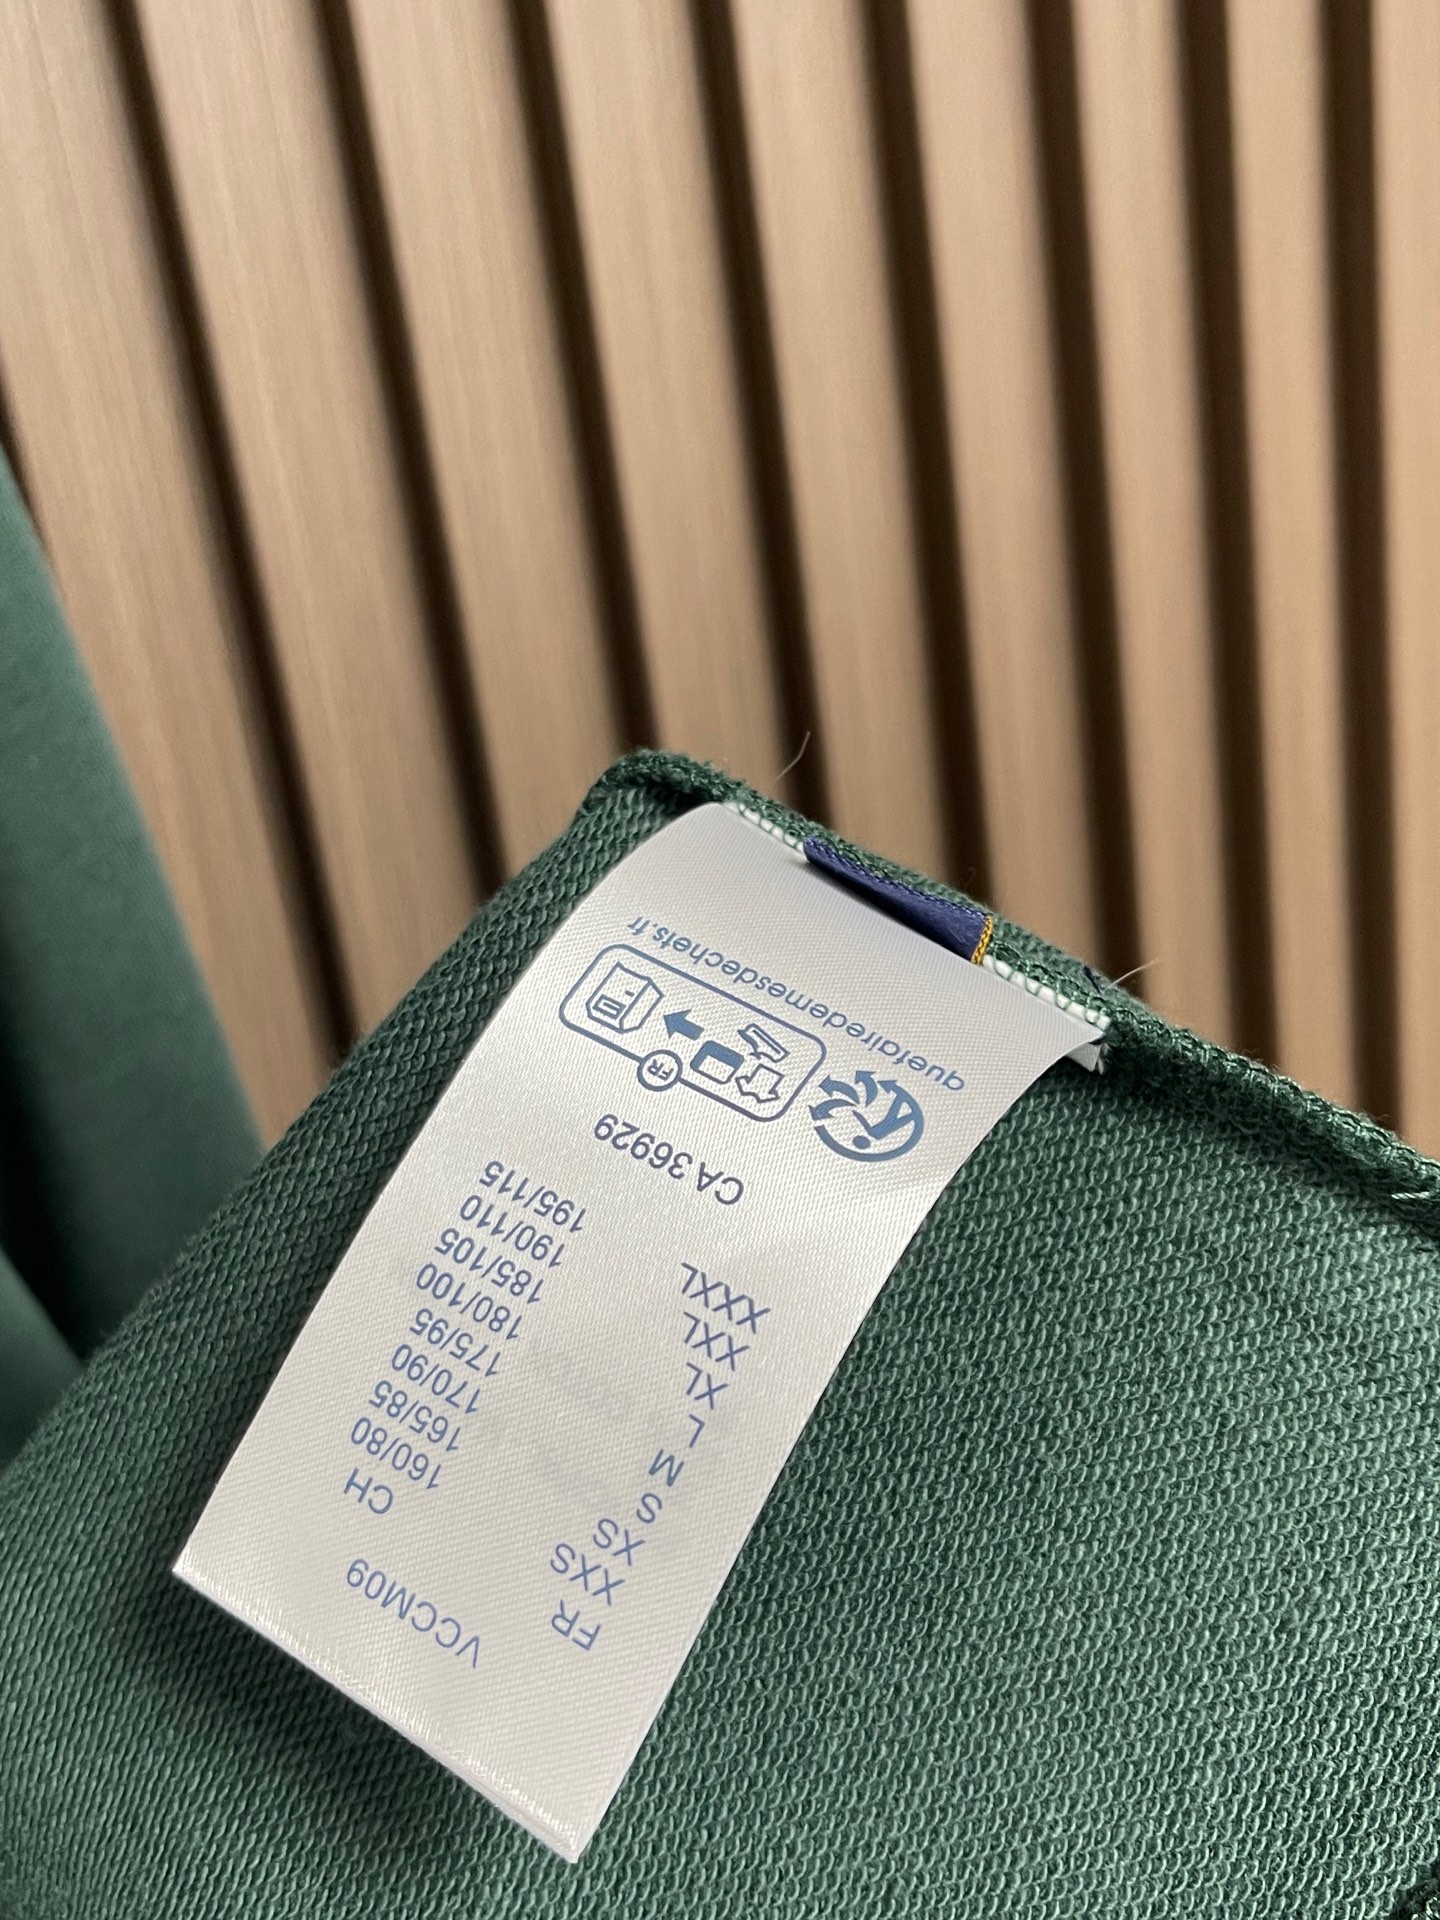 VCCM09
FR CH
XXS 160/80
XS 165/85
S 170/90
M 175/95
L 180/100
XL 185/105
XXL 190/110
XXXL 195/115
CA 36929
FR
quefairedemesdechets.fr